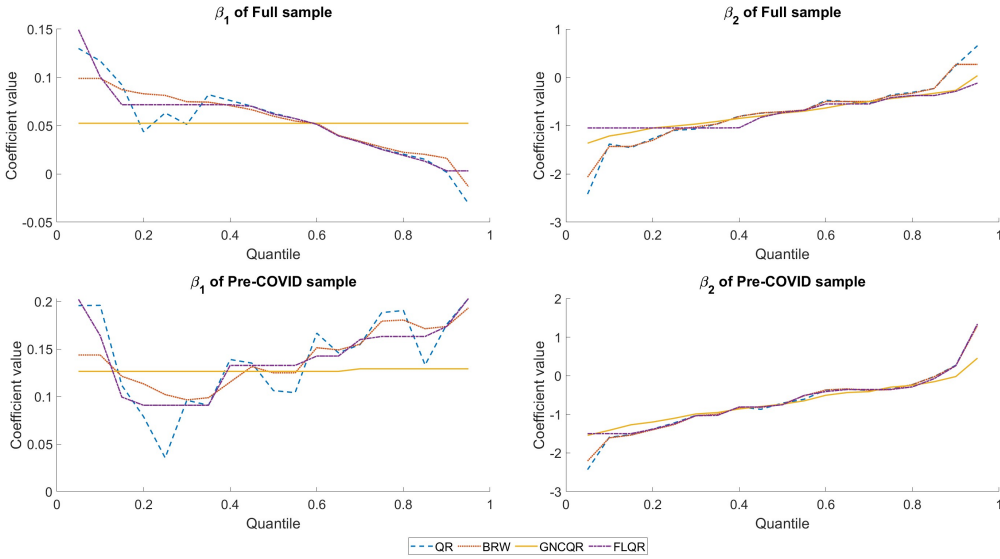 β1 of Full sample
0.15
0.1
0.05
0
-0.05
Coefficient value
0 0.2 0.4 0.6 0.8 1
Quantile
β2 of Full sample
1
0
-1
-2
-3
Coefficient value
0 0.2 0.4 0.6 0.8 1
Quantile
β1 of Pre-COVID sample
0.2
0.15
0.1
0.05
0
Coefficient value
0 0.2 0.4 0.6 0.8 1
Quantile
β2 of Pre-COVID sample
2
1
0
-1
-2
-3
Coefficient value
0 0.2 0.4 0.6 0.8 1
Quantile
QR BRW GNCQR FLQR